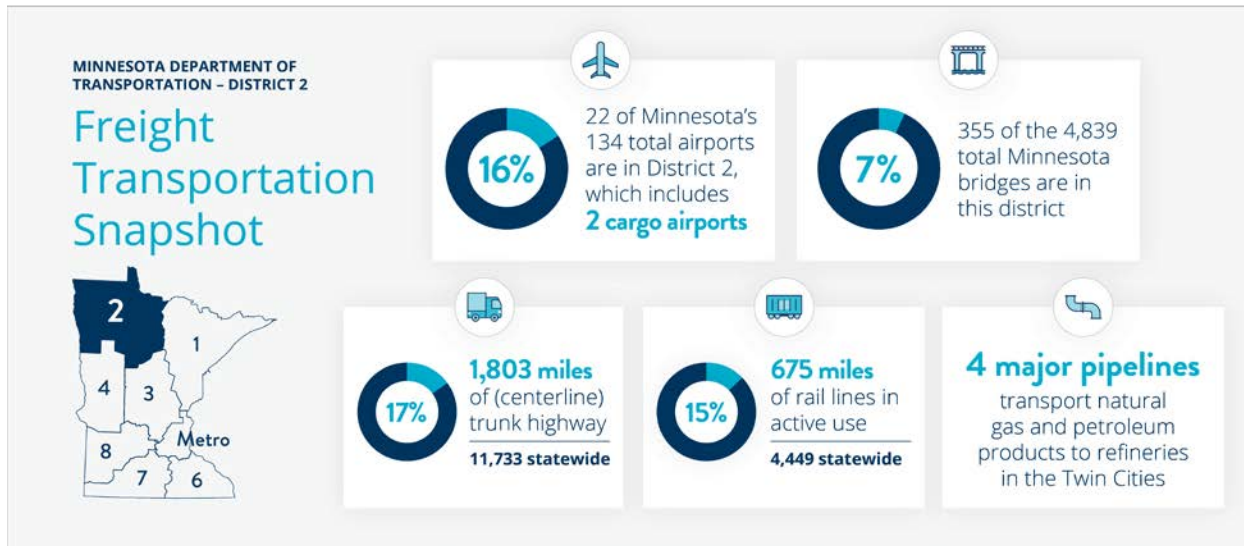 MINNESOTA DEPARTMENT OF
TRANSPORTATION – DISTRICT 2
Freight
Transportation
Snapshot
2
1
4
3
Metro
8
7
6
16%
22 of Minnesota's
134 total airports
are in District 2,
which includes
2 cargo airports
7%
355 of the 4,839
total Minnesota
bridges are in
this district
17%
1,803 miles
of (centerline)
trunk highway
11,733 statewide
15%
675 miles
of rail lines in
active use
4,449 statewide
4 major pipelines
transport natural
gas and petroleum
products to refineries
in the Twin Cities